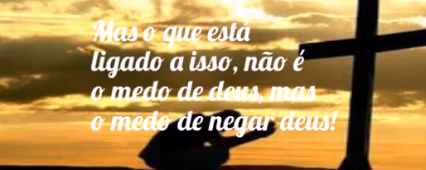 Mas o que está
ligado a isso, não é
o medo de deus, mas
o medo de negar deus!